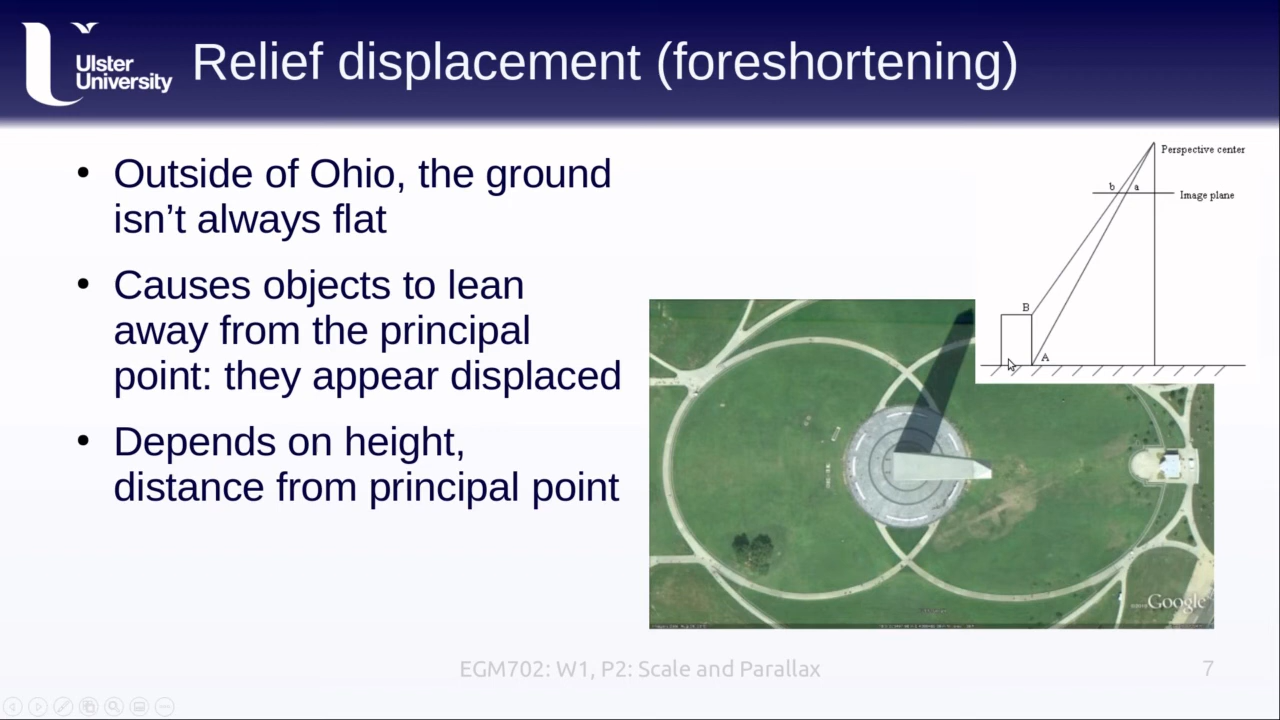 Ulster
University
Relief displacement (foreshortening)
• Outside of Ohio, the ground
isn't always flat
• Causes objects to lean
away from the principal
point: they appear displaced
• Depends on height,
distance from principal point
Perspective center
b
a
Image plane
B
A
Google
EGM702: W1, P2: Scale and Parallax
7